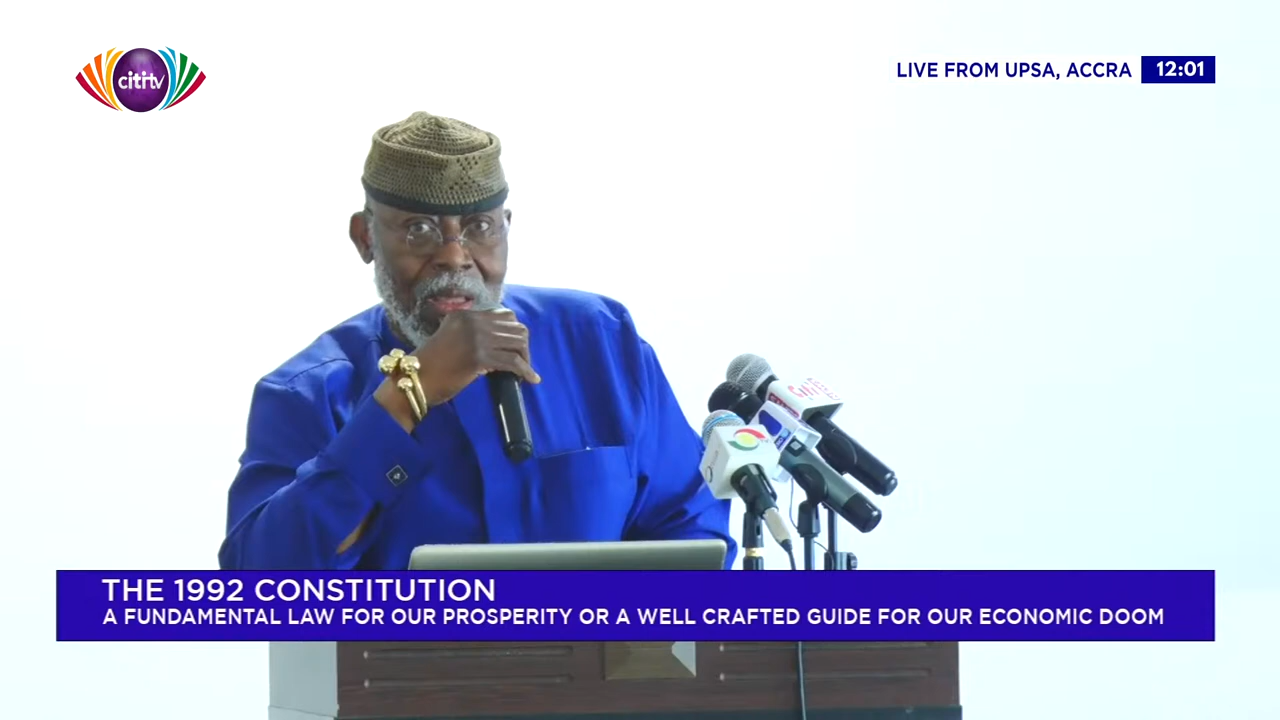 citi tv
LIVE FROM UPSA, ACCRA 12:01
THE 1992 CONSTITUTION
A FUNDAMENTAL LAW FOR OUR PROSPERITY OR A WELL CRAFTED GUIDE FOR OUR ECONOMIC DOOM